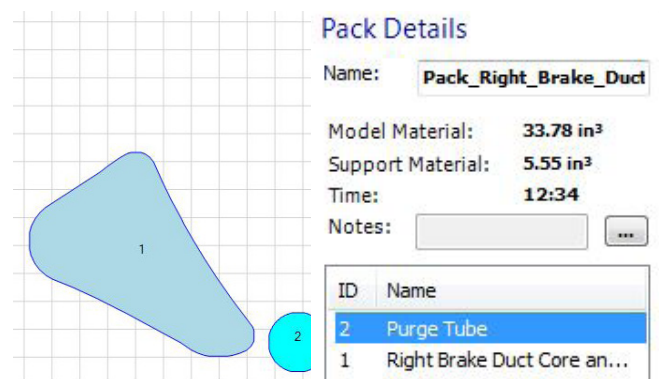 Pack Details
Name: Pack_Right_Brake_Duct
Model Material: 33.78 in³
Support Material: 5.55 in³
Time: 12:34
Notes: ...
ID Name
2 Purge Tube
1 Right Brake Duct Core an...
1
2